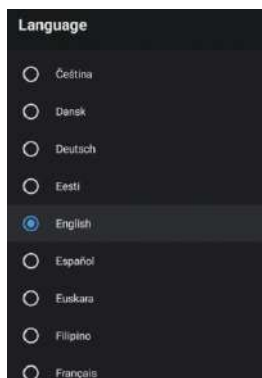 Language
Čeština
Dansk
Deutsch
Eesti
English
Español
Euskara
Filipino
Français